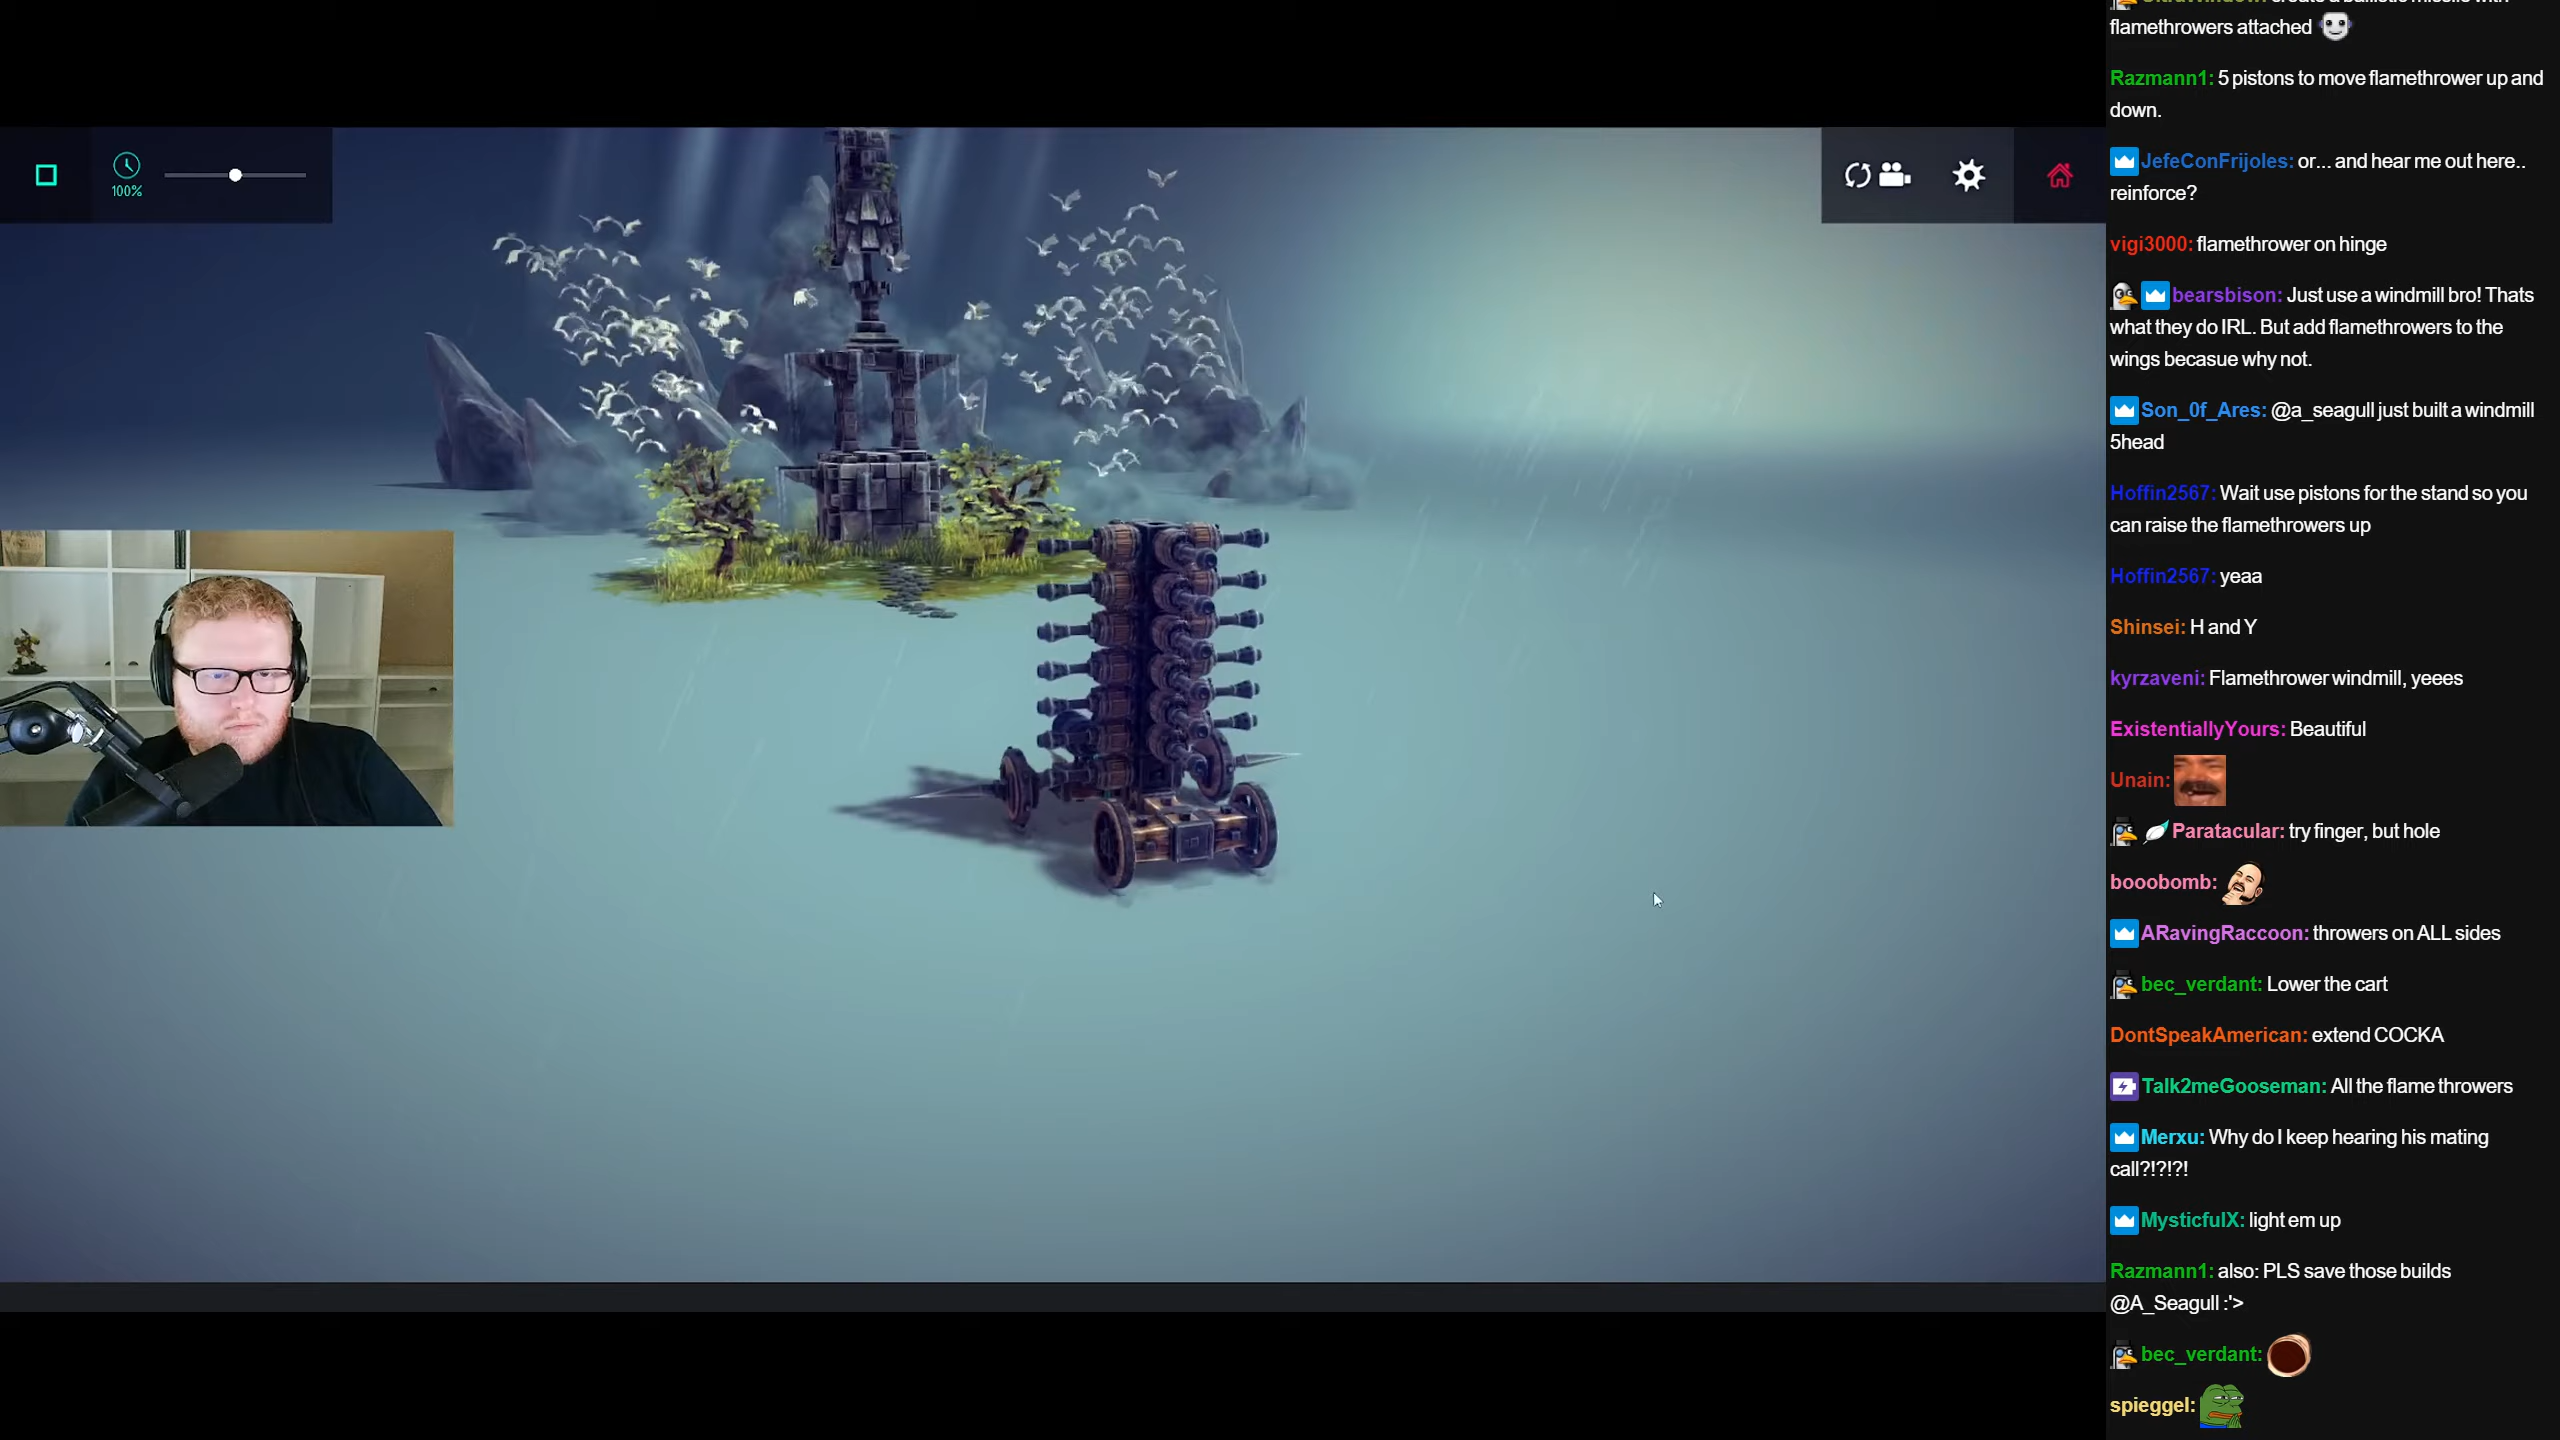 100%
flamethrowers attached
Razmann1: 5 pistons to move flamethrower up and
down.
JefeConFrijoles: or... and hear me out here..
reinforce?
vigi3000: flamethrower on hinge
bearsbison: Just use a windmill bro! Thats
what they do IRL. But add flamethrowers to the
wings becasue why not.
Son_0f_Ares: @a_seagull just built a windmill
5head
Hoffin2567: Wait use pistons for the stand so you
can raise the flamethrowers up
Hoffin2567: yeaa
Shinsei: H and Y
kyrzaveni: Flamethrower windmill, yeees
ExistentiallyYours: Beautiful
Unain:
Paratacular: try finger, but hole
booobomb:
ARavingRaccoon: throwers on ALL sides
bec_verdant: Lower the cart
DontSpeakAmerican: extend COCKA
Talk2meGooseman: All the flame throwers
Merxu: Why do I keep hearing his mating
call?!?!?!
MysticfulX: light em up
Razmann1: also: PLS save those builds
@A_Seagull :'>
bec_verdant:
spieggel: